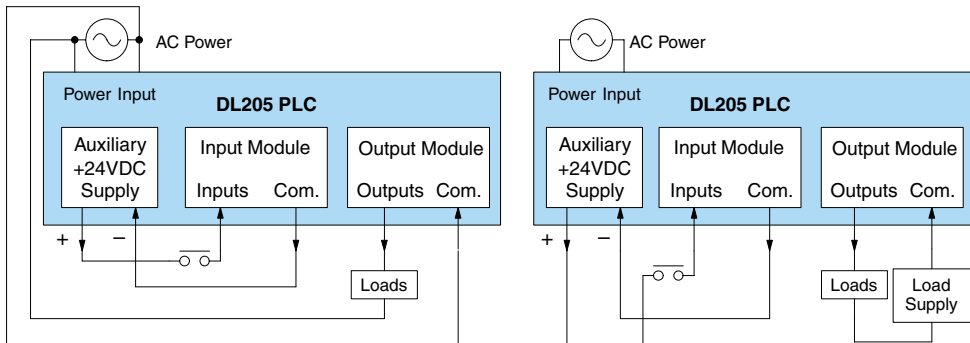 AC Power
Power Input
DL205 PLC
Auxiliary
+24VDC
Supply
Input Module
Inputs Com.
Output Module
Outputs Com.
+ –
Loads
AC Power
Power Input
DL205 PLC
Auxiliary
+24VDC
Supply
Input Module
Inputs Com.
Output Module
Outputs Com.
+ –
Loads
Load
Supply